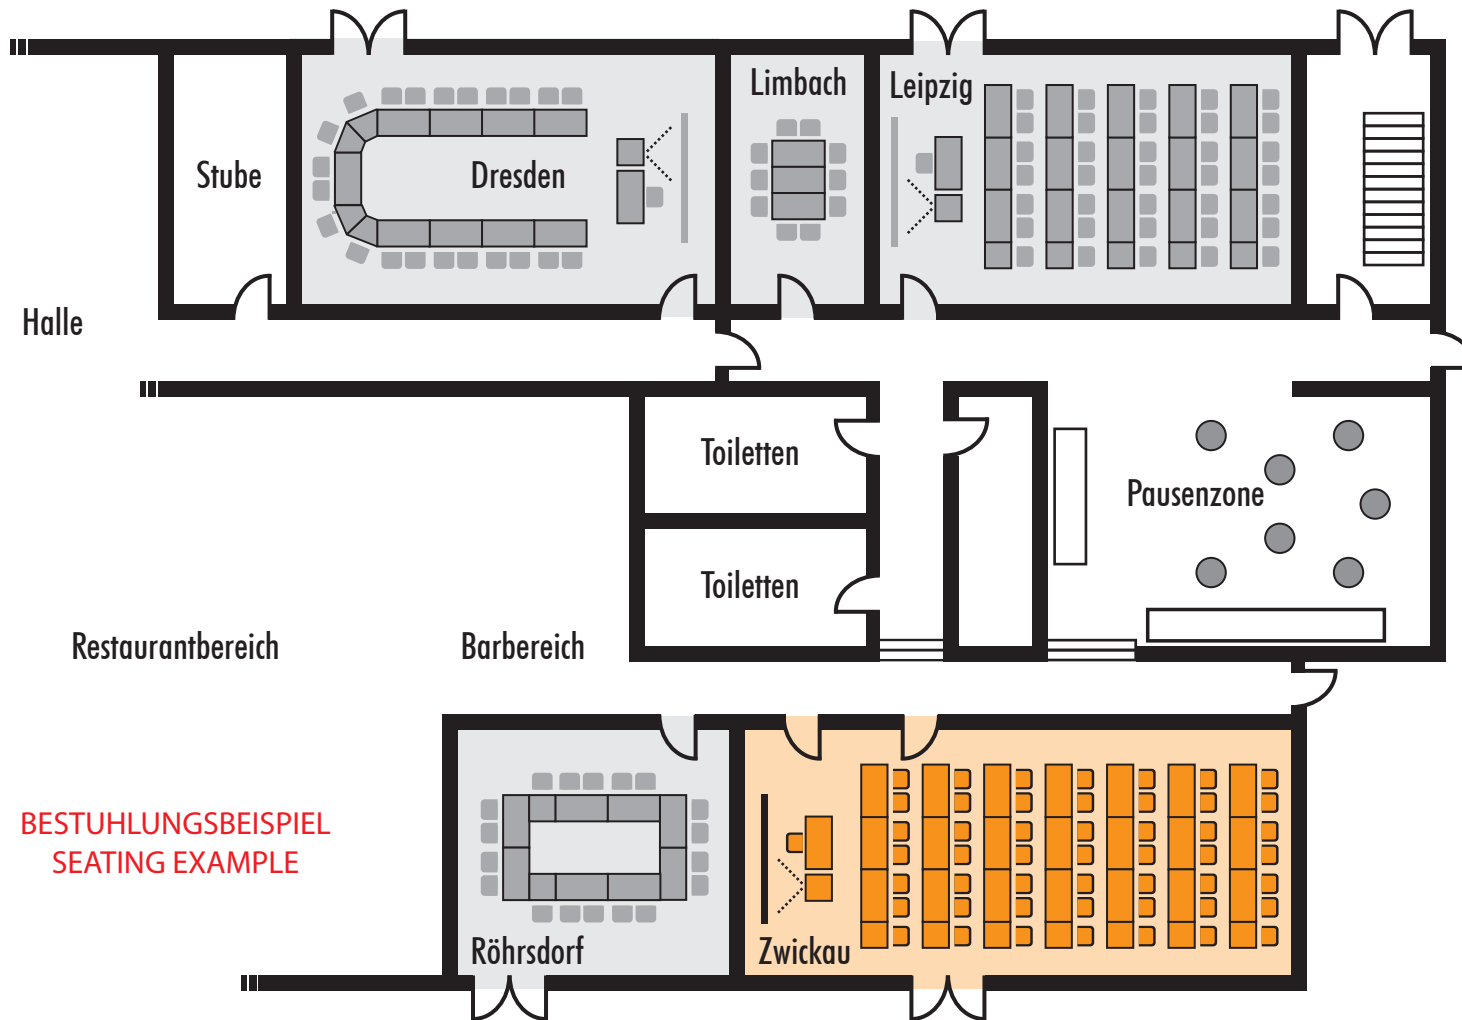 Limbach
Leipzig
Stube
Dresden
Halle
Toiletten
Pausenzone
Toiletten
Restaurantbereich
Barbereich
BESTUHLUNGSBEISPIEL
SEATING EXAMPLE
Röhrsdorf
Zwickau